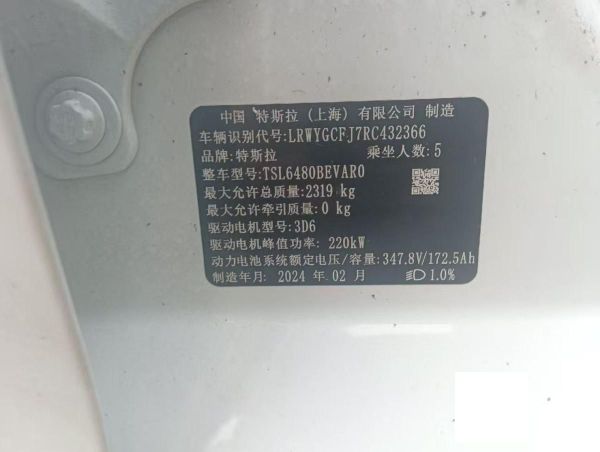 中国 特斯拉（上海）有限公司 制造
车辆识别代号:LRWYGCFJ7RC432366
品牌:特斯拉 乘坐人数:5
整车型号:TSL6480BEVAR0
最大允许总质量:2319 kg
最大允许牵引质量:0 kg
驱动电机型号:3D6
驱动电机峰值功率: 220kW
动力电池系统额定电压/容量:347.8V/172.5Ah
制造年月: 2024 年 02 月 1.0%